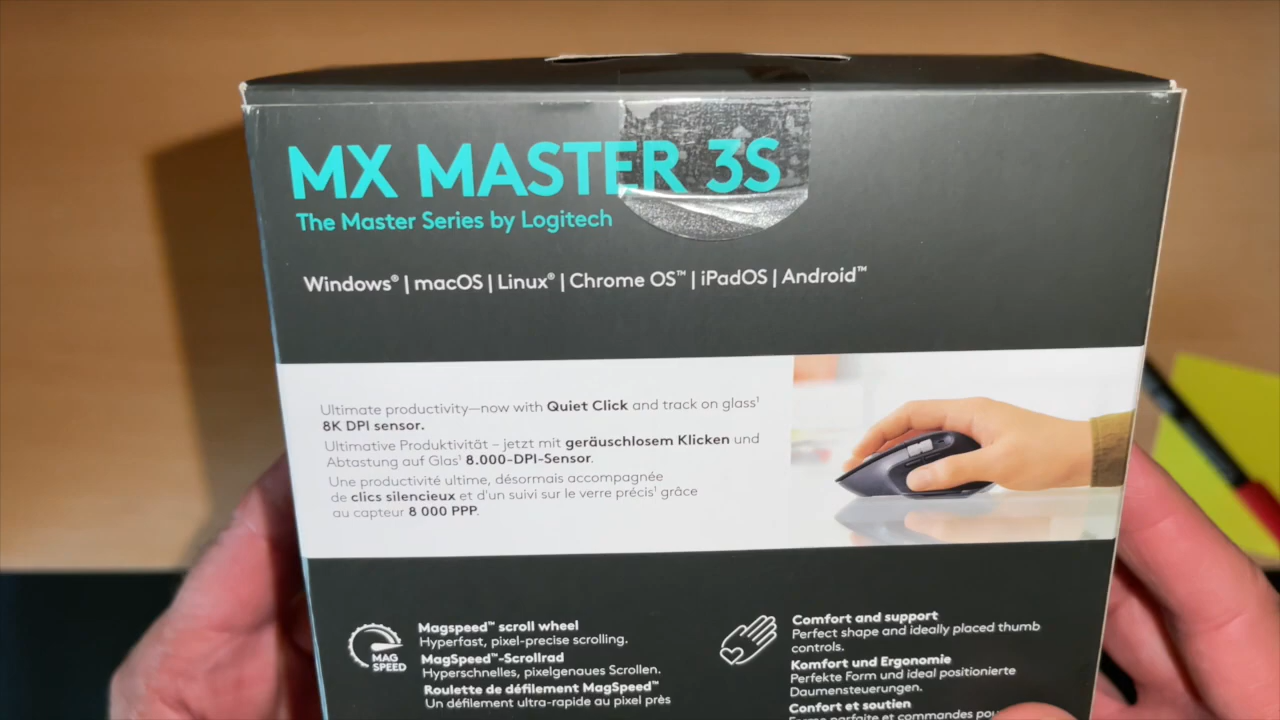 MX MASTER 3S
The Master Series by Logitech
Windows® | macOS | Linux® | Chrome OS™ | iPadOS | Android™
Ultimate productivity—now with Quiet Click and track on glass¹
8K DPI sensor.
Ultimative Produktivität – jetzt mit geräuschlosem Klicken und
Abtastung auf Glas¹ 8.000-DPI-Sensor.
Une productivité ultime, désormais accompagnée
de clics silencieux et d'un suivi sur le verre précis¹ grâce
au capteur 8 000 PPP.
MAG
SPEED
Magspeed™ scroll wheel
Hyperfast, pixel-precise scrolling.
MagSpeed™-Scrollrad
Hyperschnelles, pixelgenaues Scrollen.
Roulette de défilement MagSpeed™
Un défilement ultra-rapide au pixel près
Comfort and support
Perfect shape and ideally placed thumb
controls.
Komfort und Ergonomie
Perfekte Form und ideal positionierte
Daumensteuerungen.
Confort et soutien
Forme parfaite et commandes pou